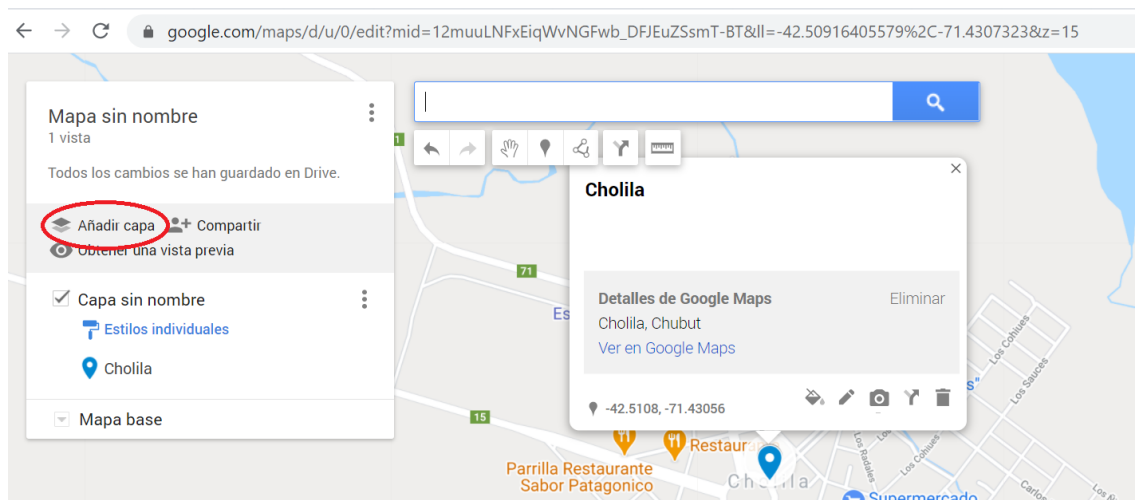 google.com/maps/d/u/0/edit?mid=12muuLNFxEiqWvNGFwb_DFJEuZSsmT-BT&ll=-42.50916405579%2C-71.4307323&z=15
Mapa sin nombre
1 vista
Todos los cambios se han guardado en Drive.
Añadir capa
Compartir
Obtener una vista previa
Capa sin nombre
Estilos individuales
Cholila
Mapa base
1
Cholila
Detalles de Google Maps
Eliminar
Cholila, Chubut
Ver en Google Maps
-42.5108, -71.43056
71
Es
15
Restaur
Parrilla Restaurante
Sabor Patagonico
Los Radales
Los Cohiues
Los Cohiues
Los Sauces
s"
Supermercado